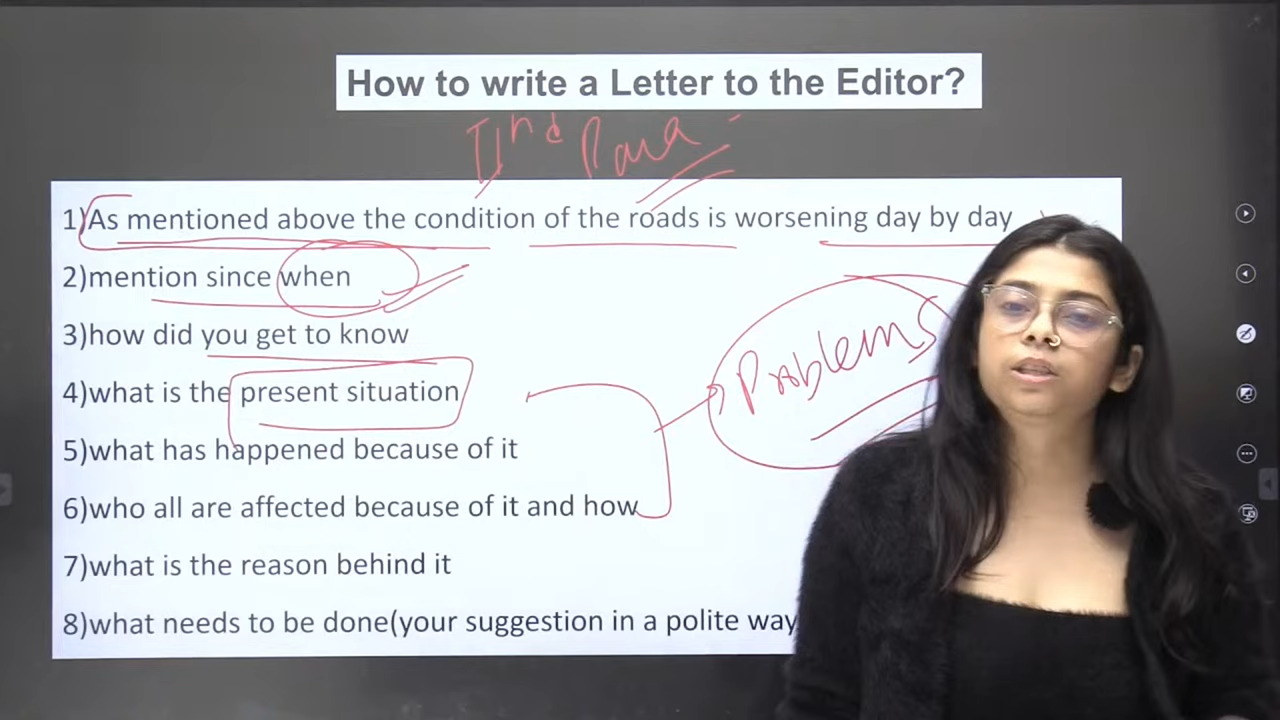 How to write a Letter to the Editor?
IInd Para
1)As mentioned above the condition of the roads is worsening day by day
2)mention since when
3)how did you get to know
4)what is the present situation
Problems
5)what has happened because of it
6)who all are affected because of it and how
7)what is the reason behind it
8)what needs to be done(your suggestion in a polite way